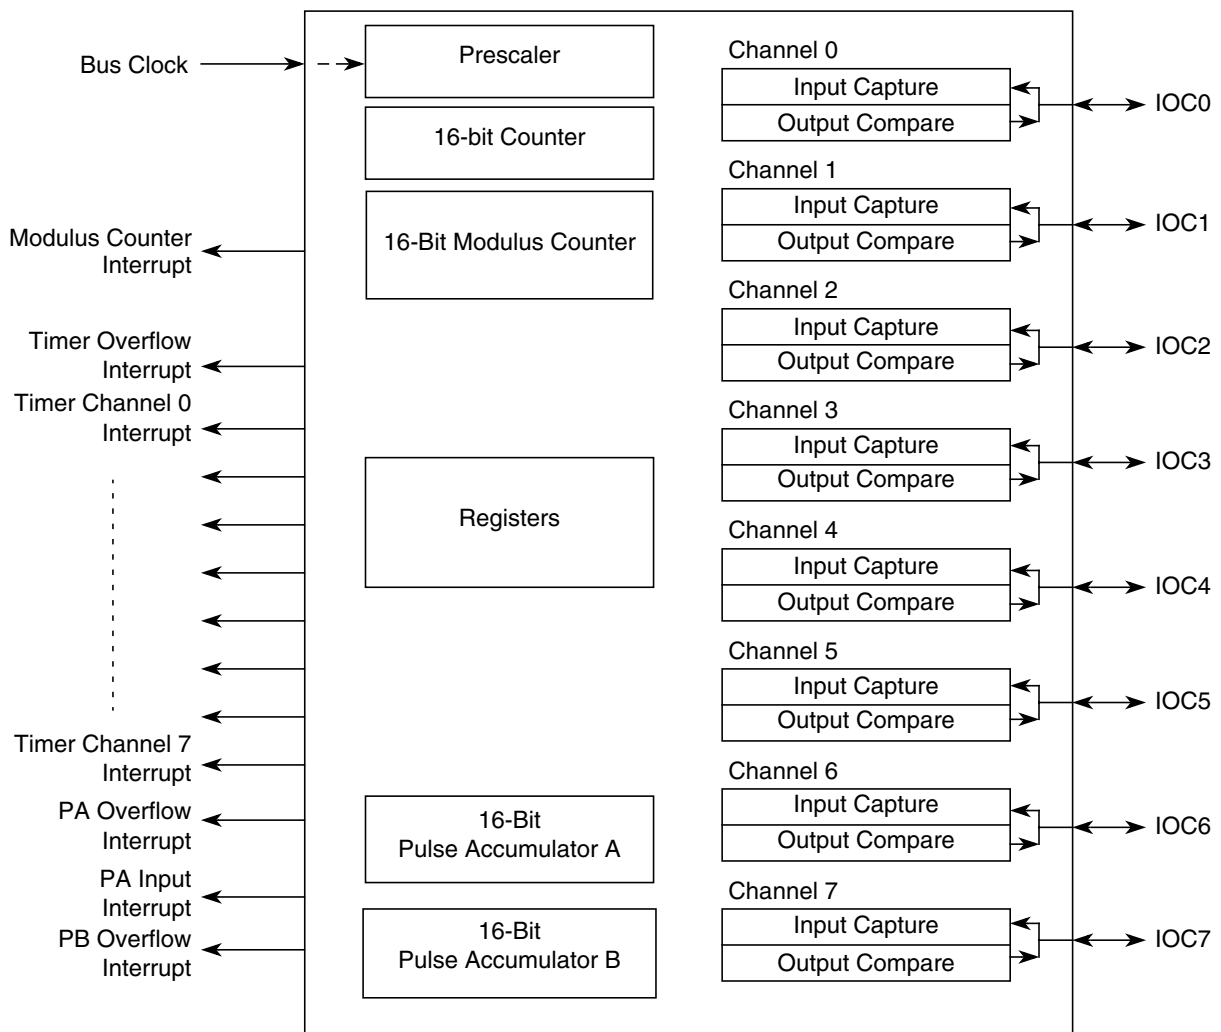 Bus Clock
Modulus Counter
Interrupt
Timer Overflow
Interrupt
Timer Channel 0
Interrupt
Timer Channel 7
Interrupt
PA Overflow
Interrupt
PA Input
Interrupt
PB Overflow
Interrupt
Prescaler
16-bit Counter
16-Bit Modulus Counter
Registers
16-Bit
Pulse Accumulator A
16-Bit
Pulse Accumulator B
Channel 0
Input Capture
Output Compare
IOC0
Channel 1
Input Capture
Output Compare
IOC1
Channel 2
Input Capture
Output Compare
IOC2
Channel 3
Input Capture
Output Compare
IOC3
Channel 4
Input Capture
Output Compare
IOC4
Channel 5
Input Capture
Output Compare
IOC5
Channel 6
Input Capture
Output Compare
IOC6
Channel 7
Input Capture
Output Compare
IOC7